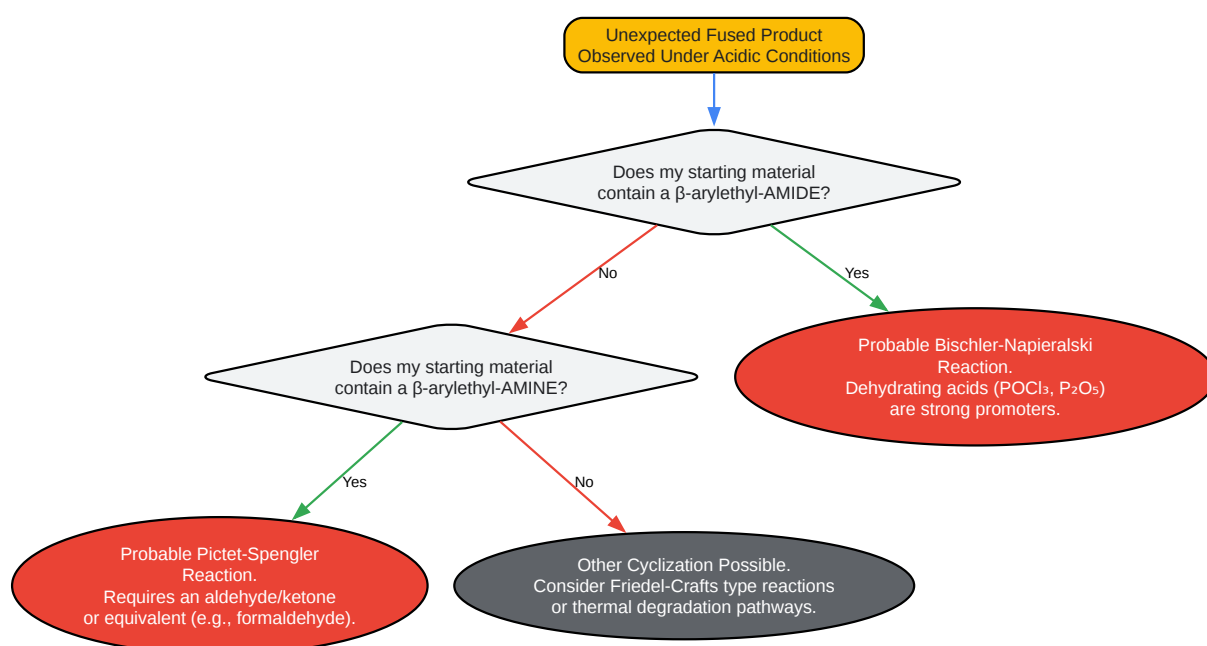 Unexpected Fused Product
Observed Under Acidic Conditions
Does my starting material
contain a β-arylethyl-AMIDE?
No
Yes
Does my starting material
contain a β-arylethyl-AMINE?
Probable Bischler-Napieralski
Reaction.
Dehydrating acids (POCl₃, P₂O₅)
are strong promoters.
Yes
No
Probable Pictet-Spengler
Reaction.
Requires an aldehyde/ketone
or equivalent (e.g., formaldehyde).
Other Cyclization Possible.
Consider Friedel-Crafts type reactions
or thermal degradation pathways.